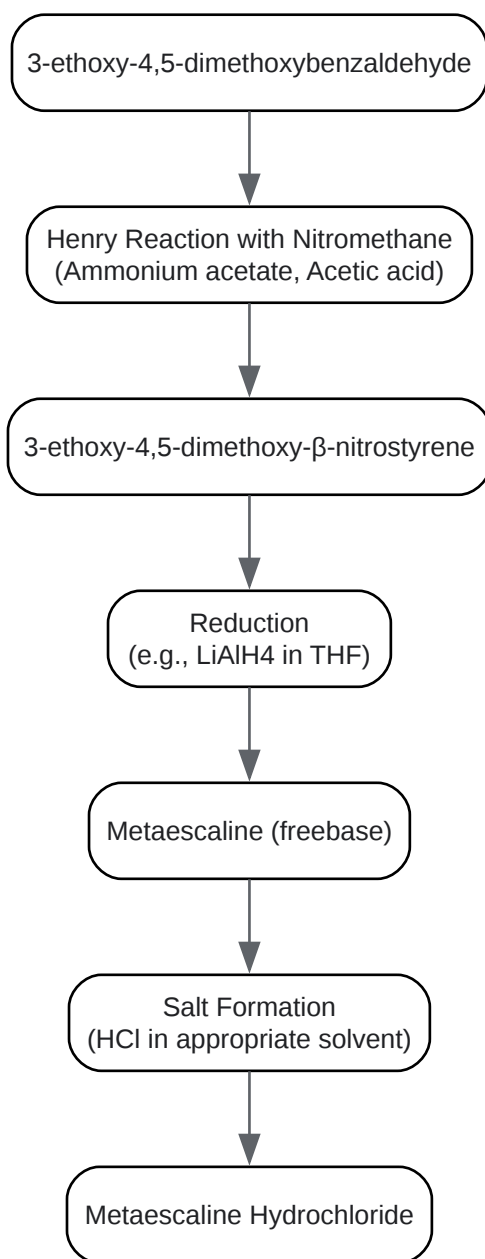 3-ethoxy-4,5-dimethoxybenzaldehyde
Henry Reaction with Nitromethane
(Ammonium acetate, Acetic acid)
3-ethoxy-4,5-dimethoxy-β-nitrostyrene
Reduction
(e.g., LiAlH4 in THF)
Metaescaline (freebase)
Salt Formation
(HCl in appropriate solvent)
Metaescaline Hydrochloride